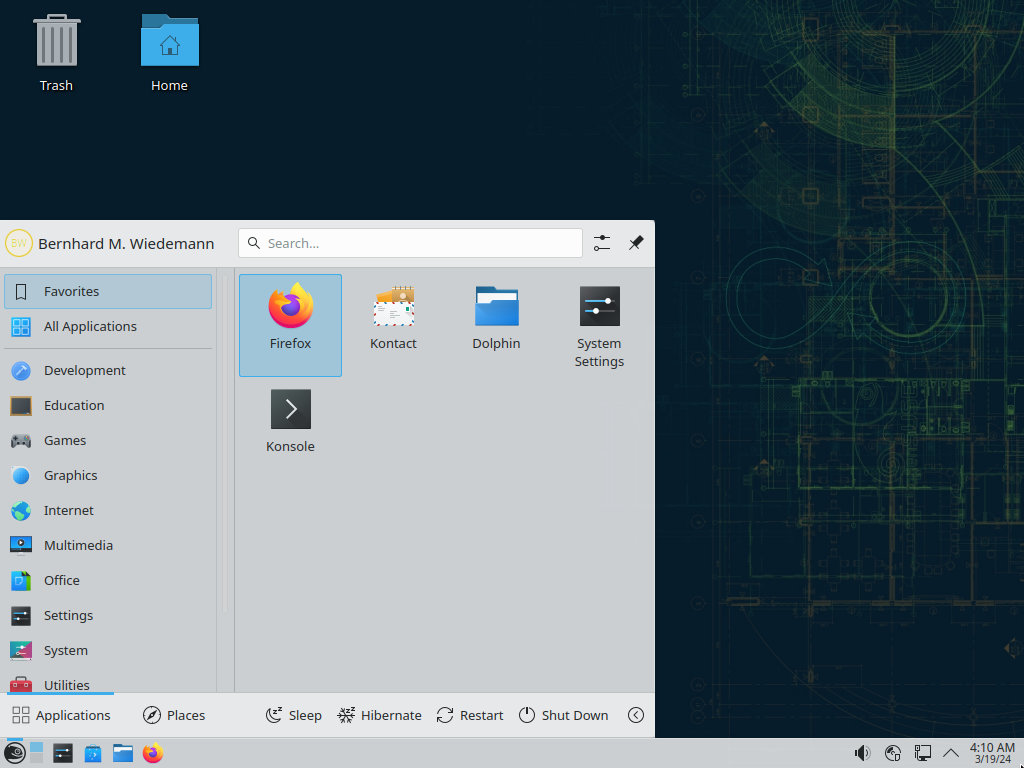 Trash
Home
BW
Bernhard M. Wiedemann
Search...
Favorites
All Applications
Development
Education
Games
Graphics
Internet
Multimedia
Office
Settings
System
Utilities
Firefox
Kontact
Dolphin
System
Settings
Konsole
Applications
Places
Sleep
Hibernate
Restart
Shut Down
4:10 AM
3/19/24